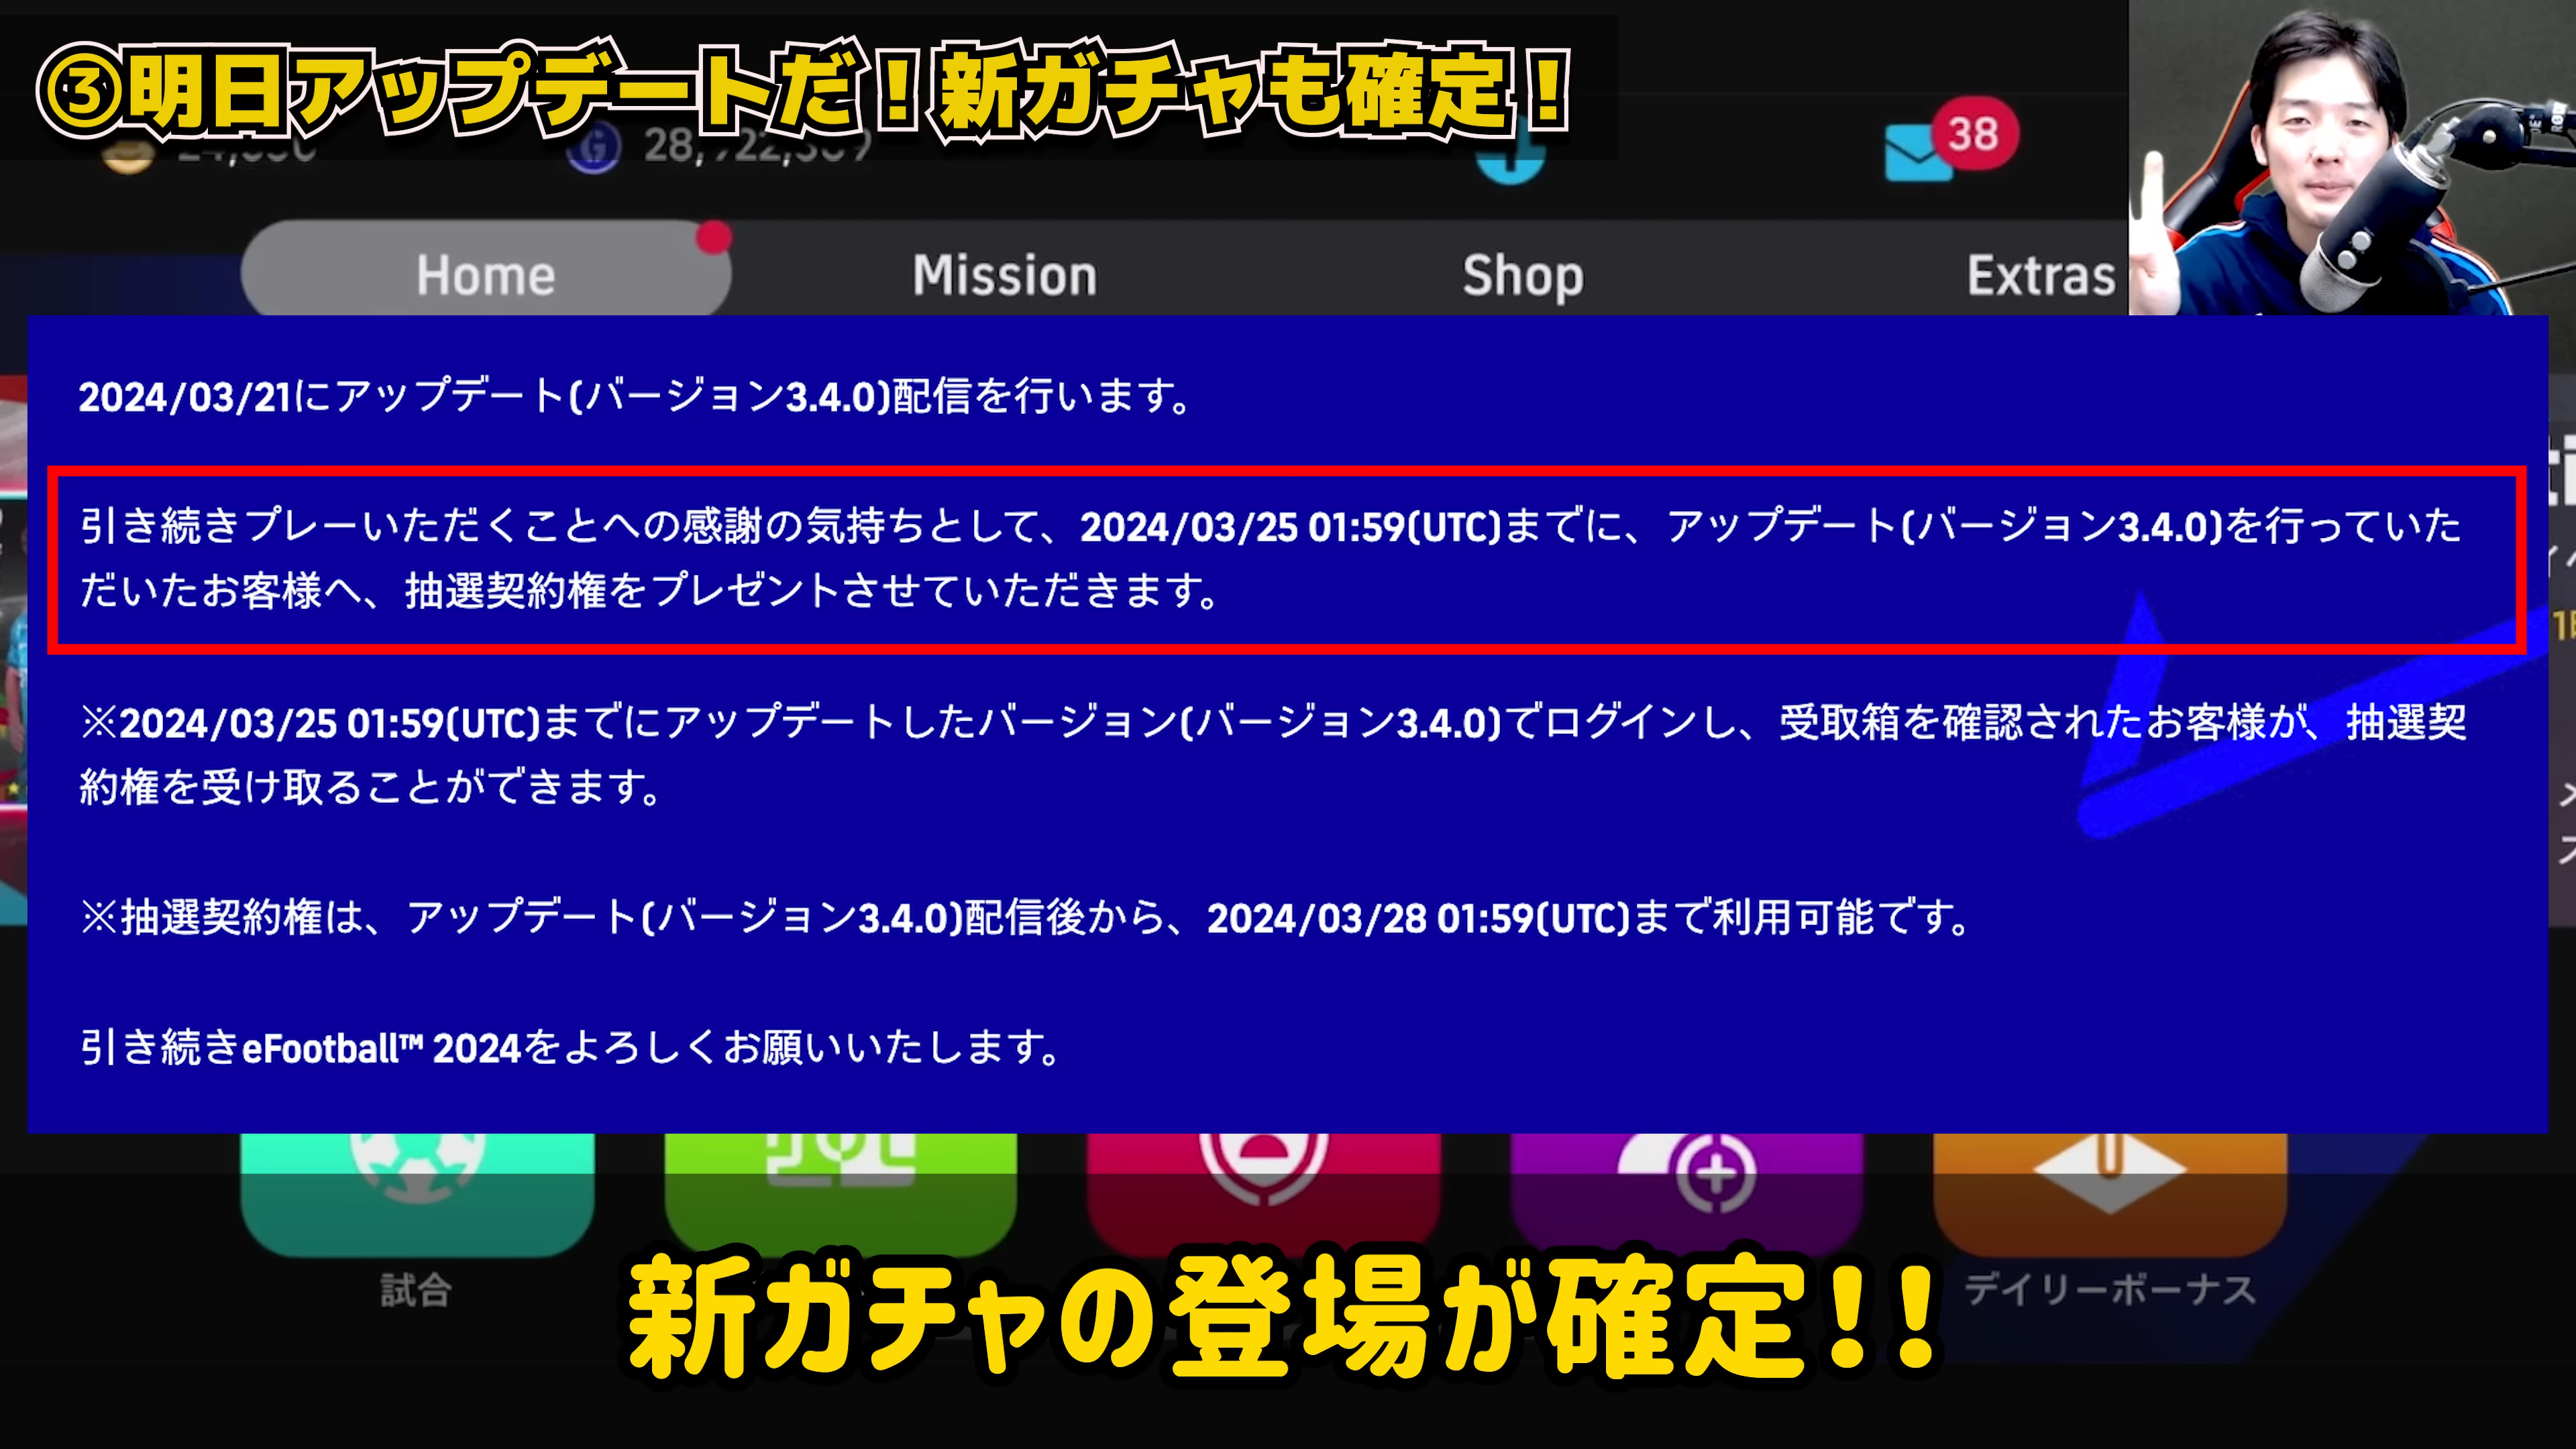 ③明日アップデートだ！新ガチャも確定！
38
Home
Mission
Shop
Extras
2024/03/21にアップデート(バージョン3.4.0)配信を行います。
引き続きプレーいただくことへの感謝の気持ちとして、2024/03/25 01:59(UTC)までに、アップデート(バージョン3.4.0)を行っていた
だいたお客様へ、抽選契約権をプレゼントさせていただきます。
※2024/03/25 01:59(UTC)までにアップデートしたバージョン(バージョン3.4.0)でログインし、受取箱を確認されたお客様が、抽選契
約権を受け取ることができます。
※抽選契約権は、アップデート(バージョン3.4.0)配信後から、2024/03/28 01:59(UTC)まで利用可能です。
引き続きeFootball™ 2024をよろしくお願いいたします。
試合
デイリーボーナス
新ガチャの登場が確定!!